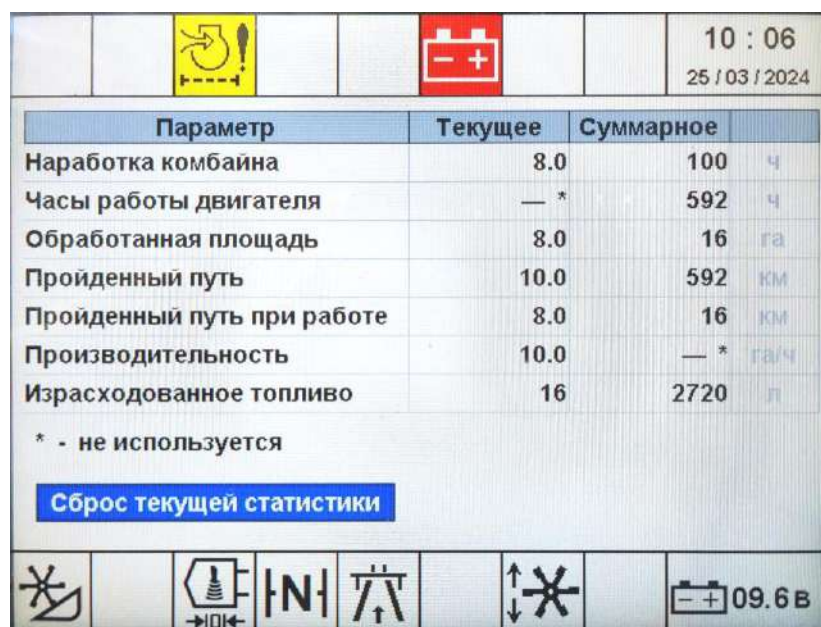 10 : 06
25 / 03 / 2024
Параметр Текущее Суммарное
Наработка комбайна 8.0 100 ч
Часы работы двигателя — * 592 ч
Обработанная площадь 8.0 16 га
Пройденный путь 10.0 592 км
Пройденный путь при работе 8.0 16 км
Производительность 10.0 — * га/ч
Израсходованное топливо 16 2720 л
* - не используется
Сброс текущей статистики
N 09.6 В